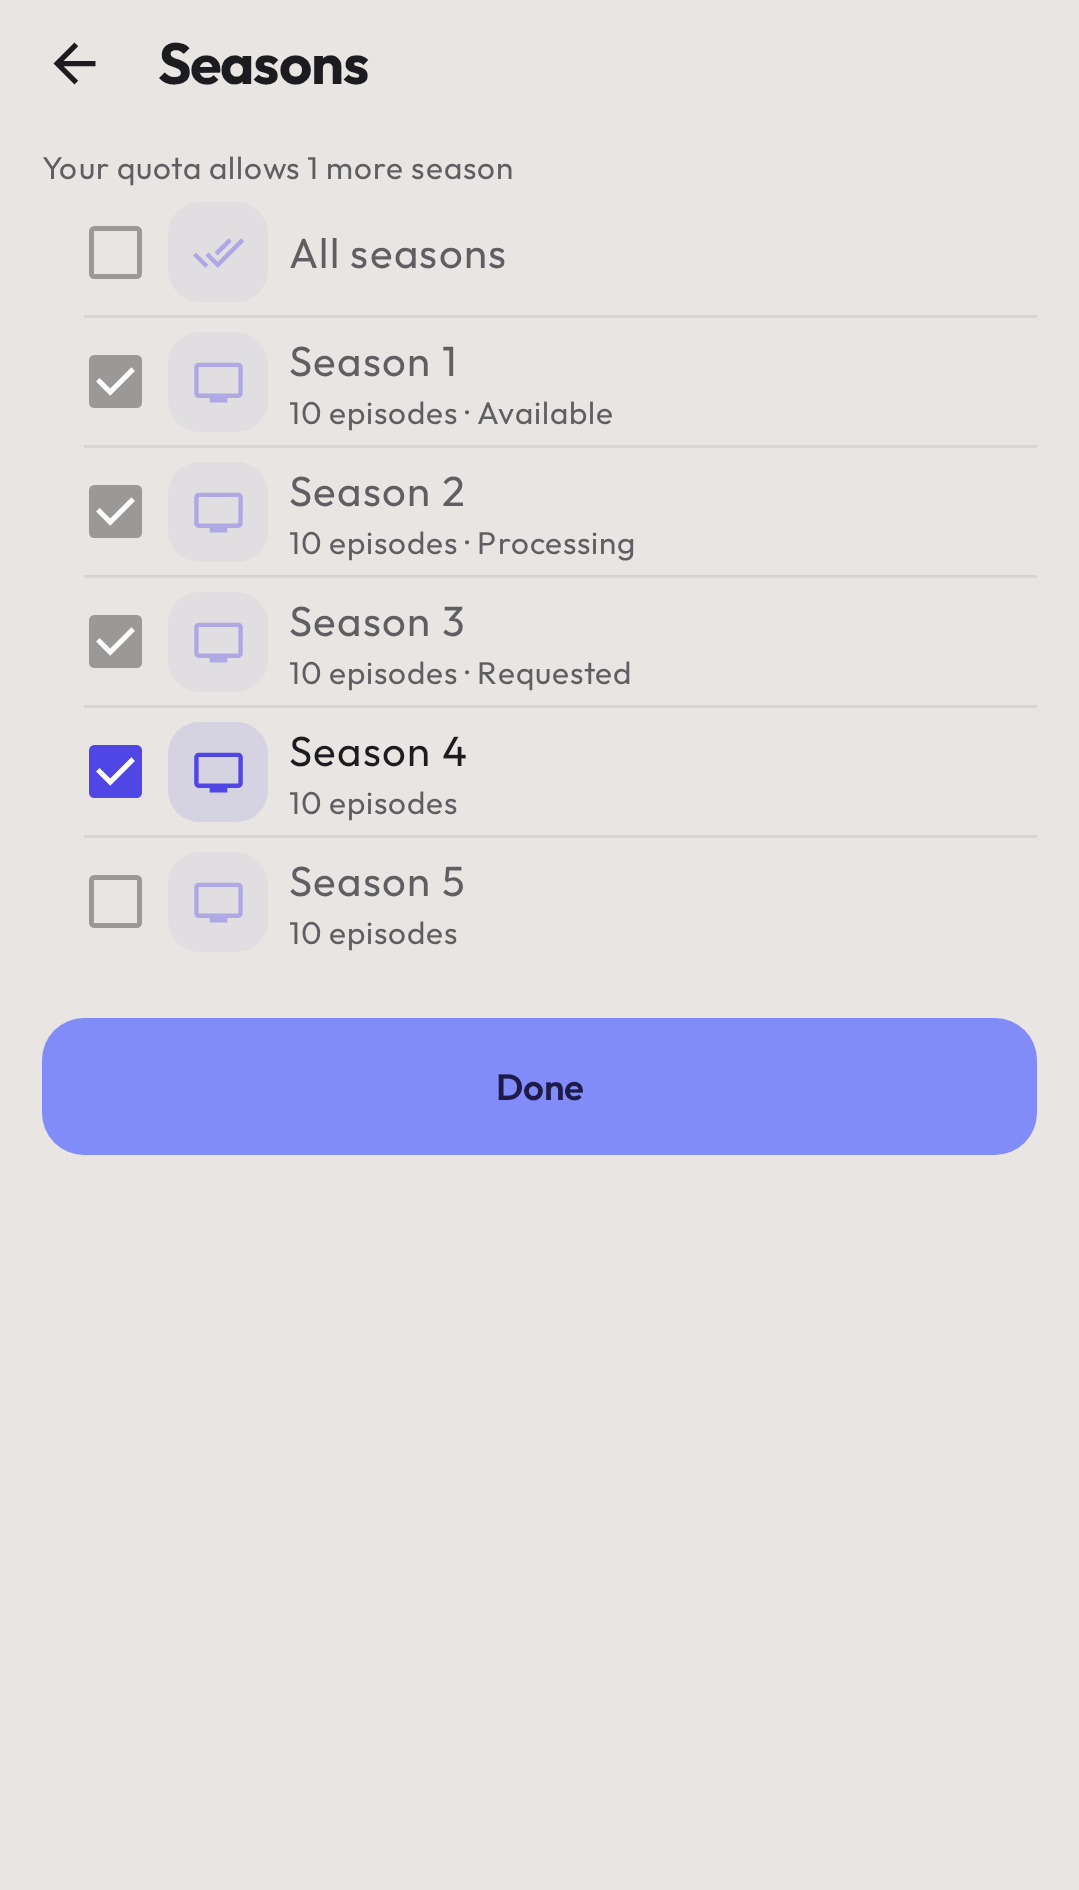 Seasons
Your quota allows 1 more season
All seasons
Season 1
10 episodes · Available
Season 2
10 episodes · Processing
Season 3
10 episodes · Requested
Season 4
10 episodes
Season 5
10 episodes
Done